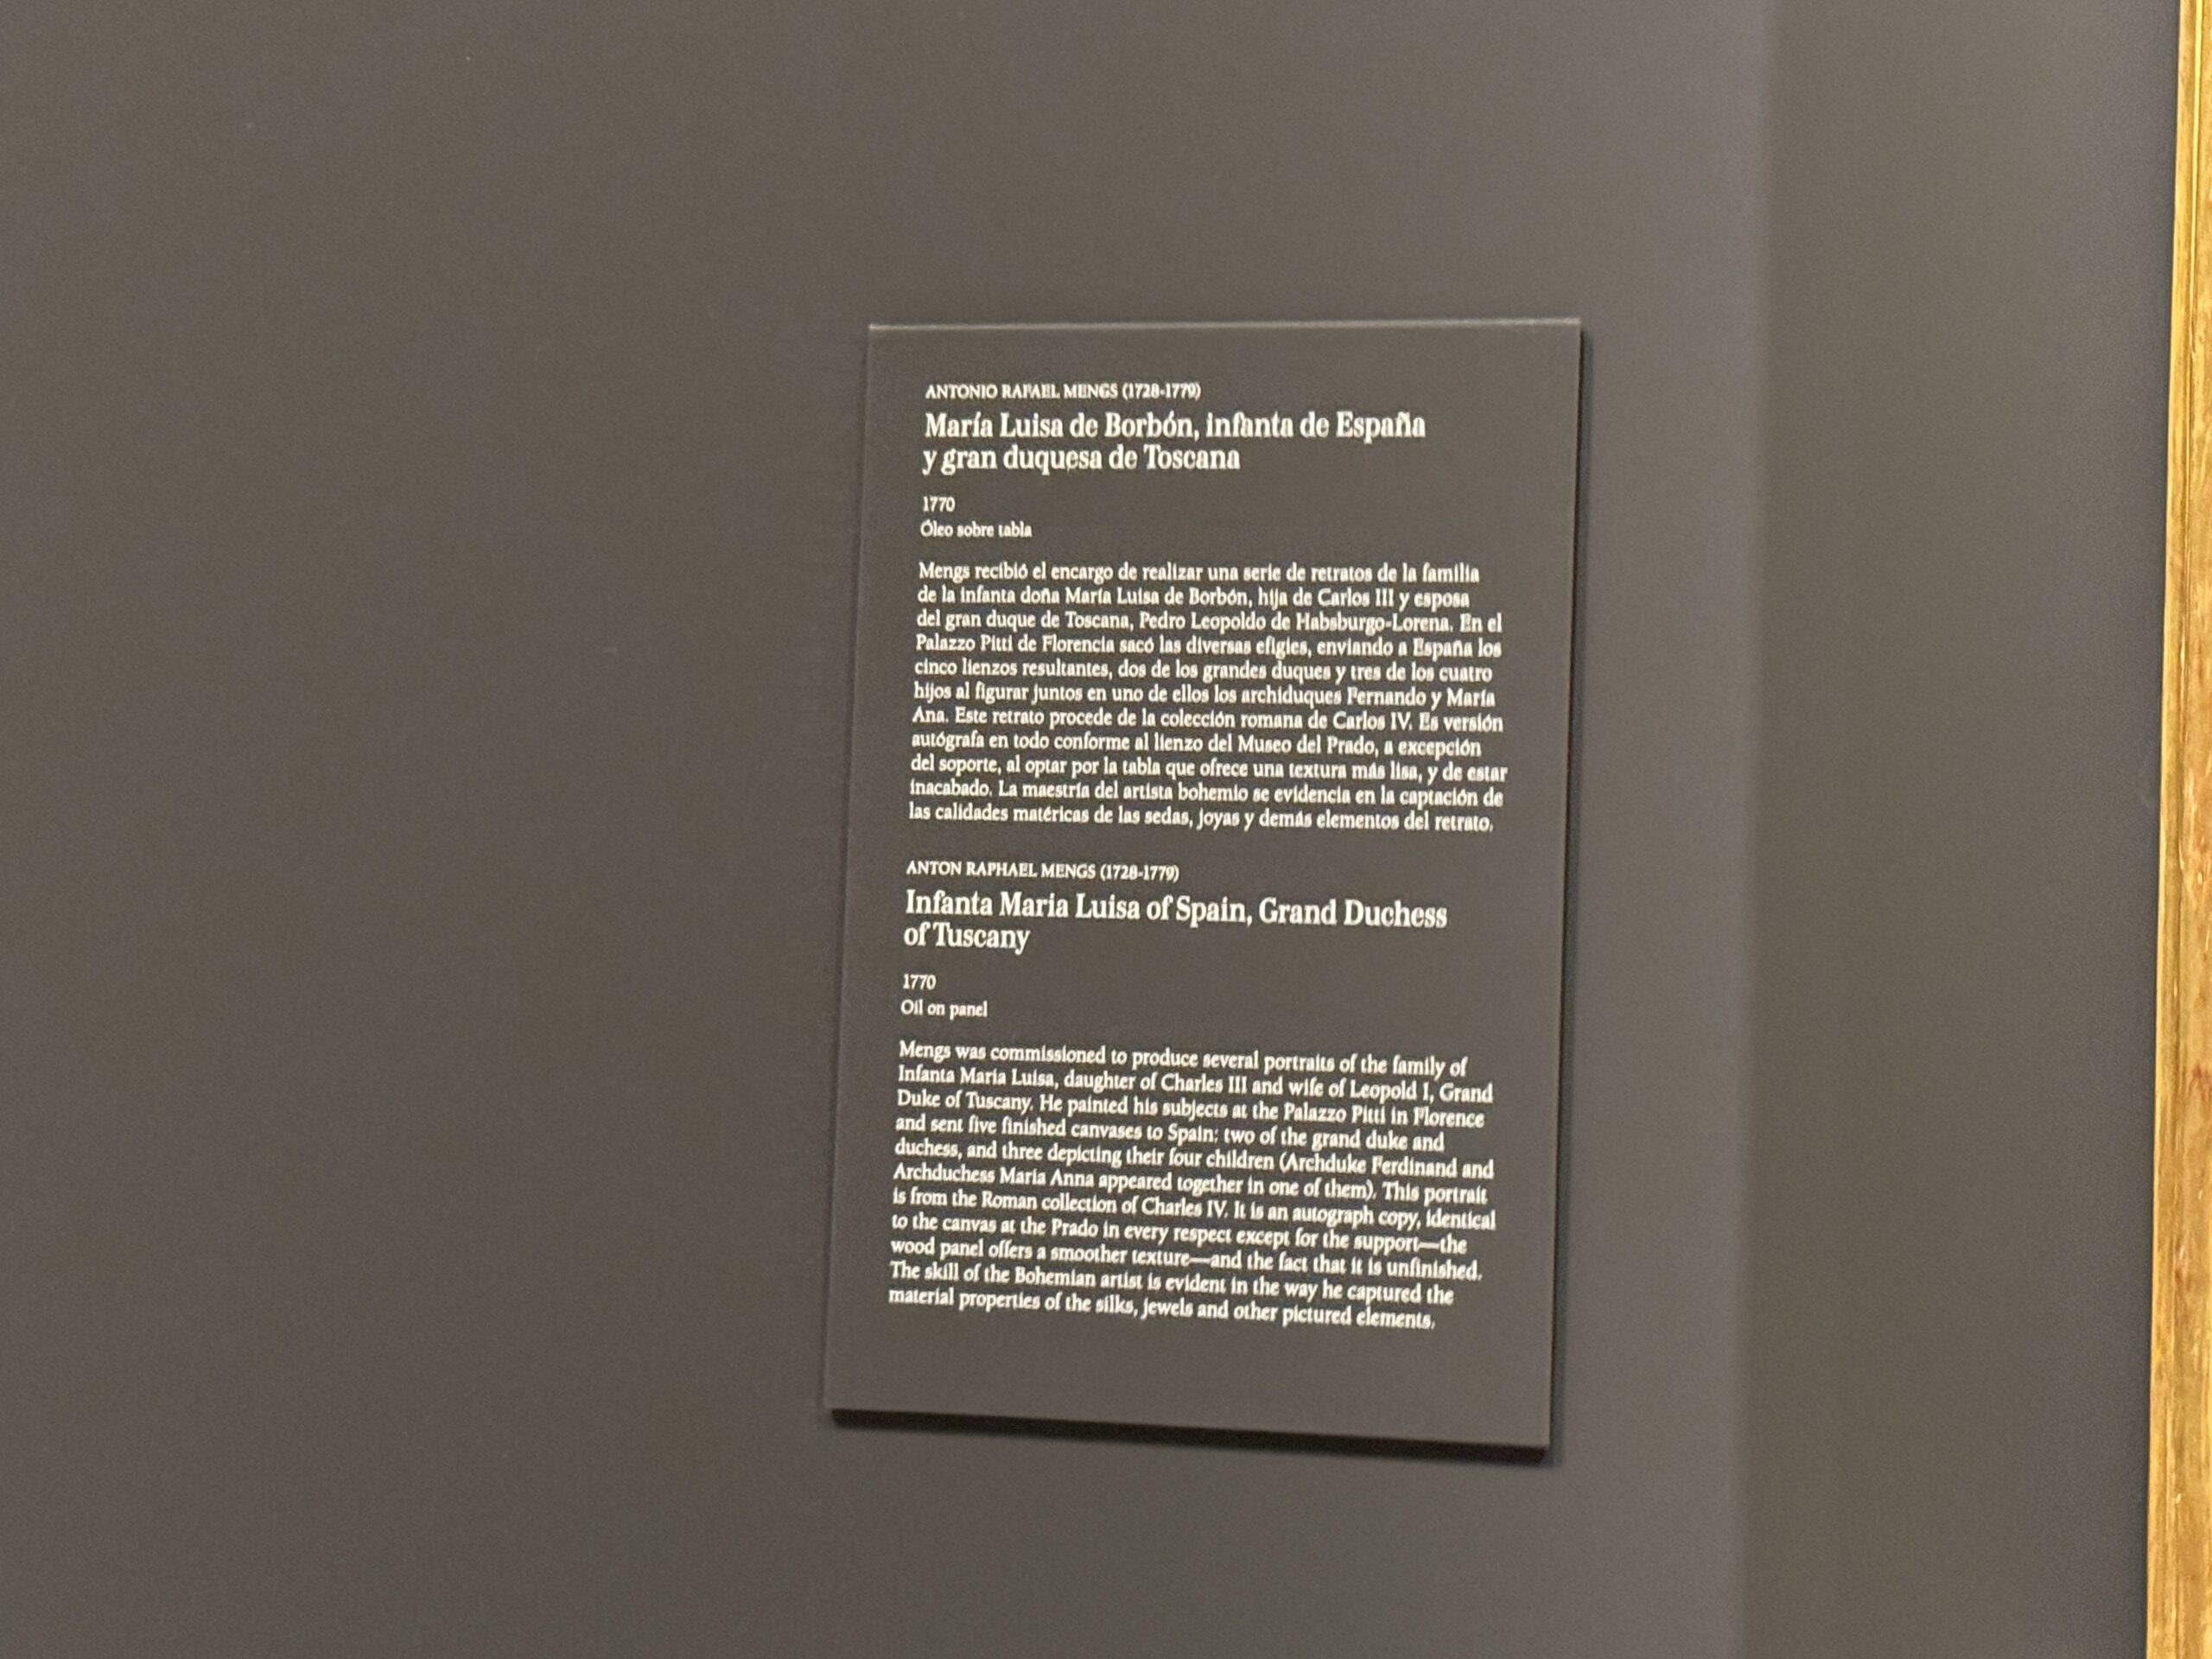 ANTONIO RAFAEL MENGS (1728-1779)
María Luisa de Borbón, infanta de España
y gran duquesa de Toscana
1770
Óleo sobre tabla
Mengs recibió el encargo de realizar una serie de retratos de la familia
de la infanta doña María Luisa de Borbón, hija de Carlos III y esposa
del gran duque de Toscana, Pedro Leopoldo de Habsburgo-Lorena. En el
Palazzo Pitti de Florencia sacó las diversas efigies, enviando a España los
cinco lienzos resultantes, dos de los grandes duques y tres de los cuatro
hijos al figurar juntos en uno de ellos los archiduques Fernando y María
Ana. Este retrato procede de la colección romana de Carlos IV. Es versión
autógrafa en todo conforme al lienzo del Museo del Prado, a excepción
del soporte, al optar por la tabla que ofrece una textura más lisa, y de estar
inacabado. La maestría del artista bohemio se evidencia en la captación de
las calidades matéricas de las sedas, joyas y demás elementos del retrato.
ANTON RAPHAEL MENGS (1728-1779)
Infanta Maria Luisa of Spain, Grand Duchess
of Tuscany
1770
Oil on panel
Mengs was commissioned to produce several portraits of the family of
Infanta Maria Luisa, daughter of Charles III and wife of Leopold I, Grand
Duke of Tuscany. He painted his subjects at the Palazzo Pitti in Florence
and sent five finished canvases to Spain: two of the grand duke and
duchess, and three depicting their four children (Archduke Ferdinand and
Archduchess Maria Anna appeared together in one of them). This portrait
is from the Roman collection of Charles IV. It is an autograph copy, identical
to the canvas at the Prado in every respect except for the support—the
wood panel offers a smoother texture—and the fact that it is unfinished.
The skill of the Bohemian artist is evident in the way he captured the
material properties of the silks, jewels and other pictured elements.